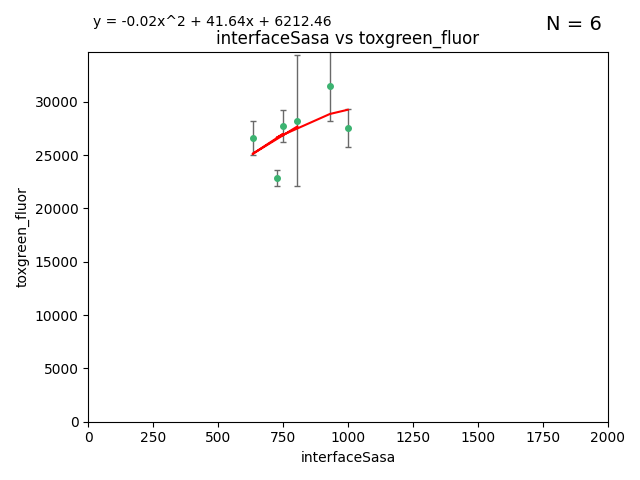 y = -0.02x^2 + 41.64x + 6212.46
N = 6
interfaceSasa vs toxgreen_fluor
30000
25000
20000
15000
10000
5000
0
toxgreen_fluor
0 250 500 750 1000 1250 1500 1750 2000
interfaceSasa